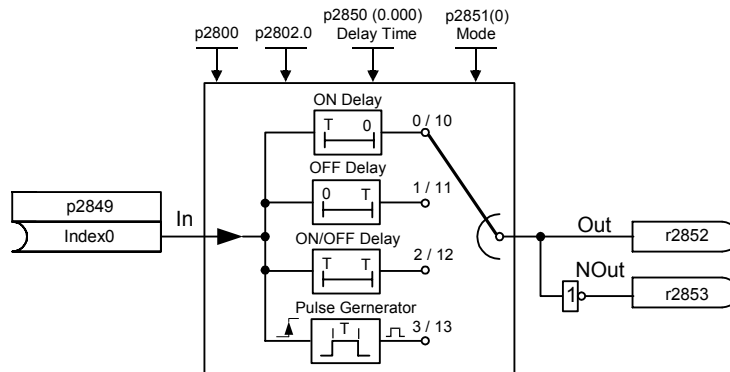 p2800
p2802.0
p2850 (0.000)
Delay Time
p2851(0)
Mode
ON Delay
T 0
0 / 10
OFF Delay
0 T
1 / 11
p2849
Index0
In
ON/OFF Delay
T T
2 / 12
Out
r2852
NOut
1
r2853
Pulse Gernerator
T
3 / 13